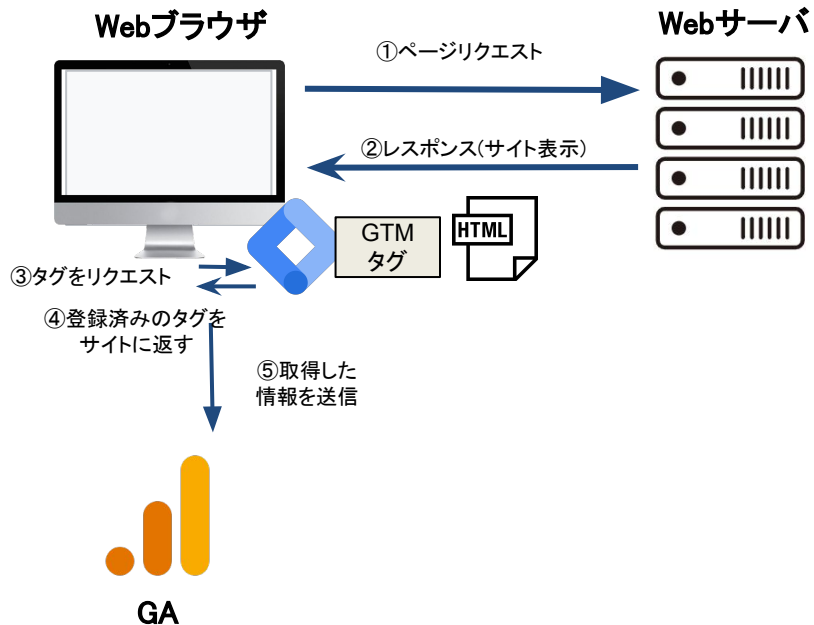 Webブラウザ
Webサーバ
①ページリクエスト
②レスポンス(サイト表示)
GTM
タグ
HTML
③タグをリクエスト
④登録済みのタグを
サイトに返す
⑤取得した
情報を送信
GA